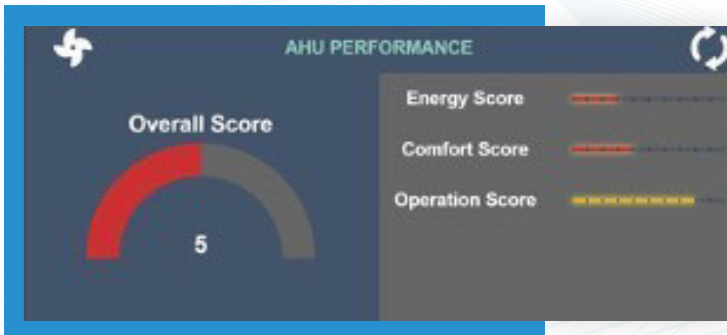 AHU PERFORMANCE
Overall Score
5
Energy Score
Comfort Score
Operation Score